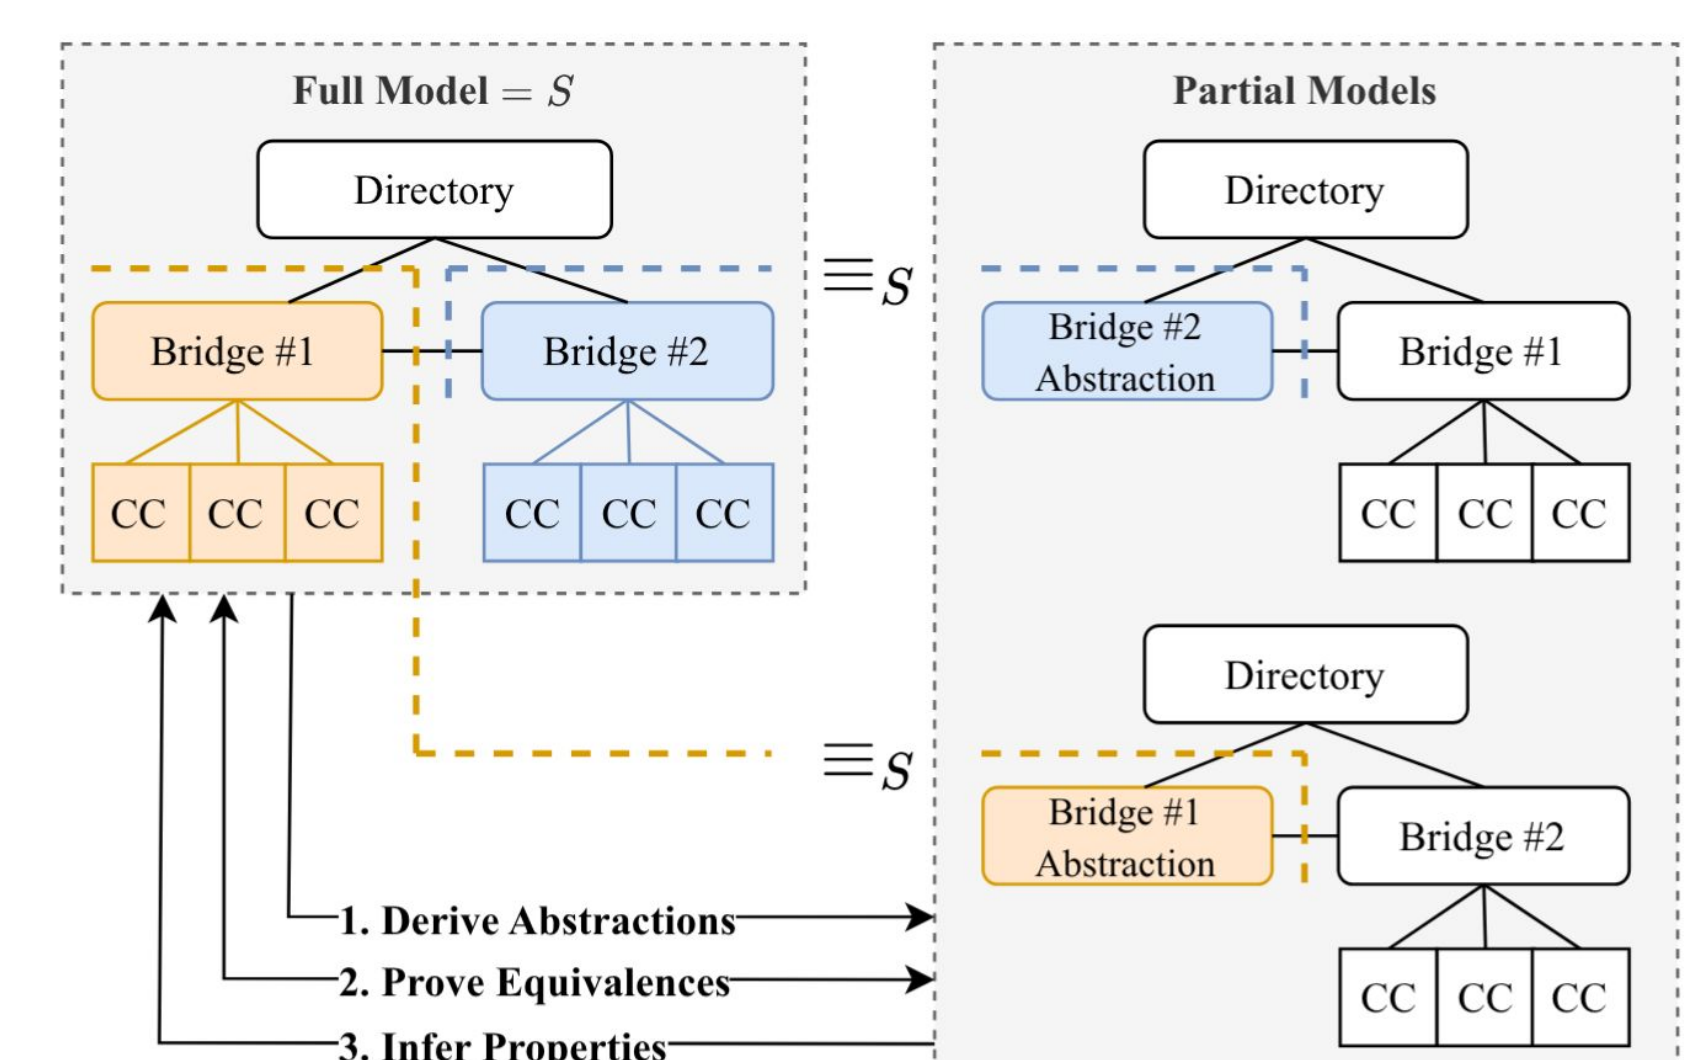 Full Model = S
Directory
Bridge #1
Bridge #2
CC CC CC
CC CC CC
≡S
≡S
Partial Models
Directory
Bridge #2
Abstraction
Bridge #1
CC CC CC
Directory
Bridge #1
Abstraction
Bridge #2
CC CC CC
1. Derive Abstractions
2. Prove Equivalences
3. Infer Properties